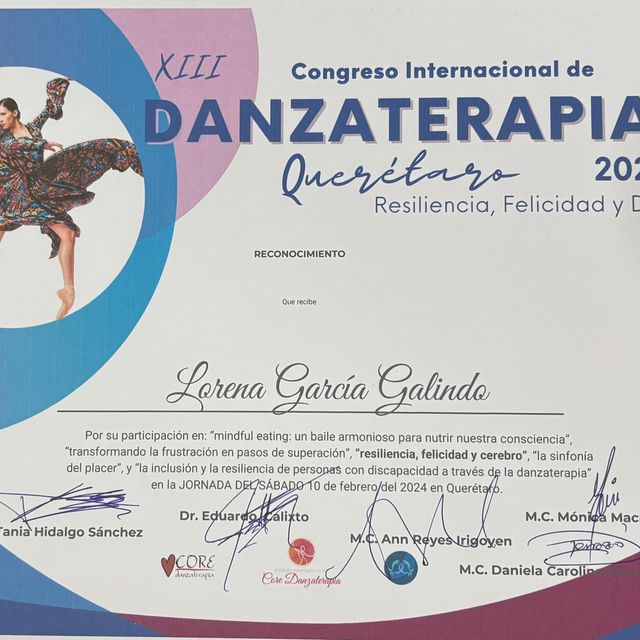 XIII
Congreso Internacional de
DANZATERAPIA
Querétaro
202
Resiliencia, Felicidad y D
RECONOCIMIENTO
Que recibe
Lorena García Galindo
Por su participación en: "mindful eating: un baile armonioso para nutrir nuestra consciencia",
"transformando la frustración en pasos de superación", "resiliencia, felicidad y cerebro", "la sinfonía
del placer", y "la inclusión y la resiliencia de personas con discapacidad a través de la danzaterapia"
en la JORNADA DEL SÁBADO 10 de febrero del 2024 en Querétaro.
Tania Hidalgo Sánchez
Dr. Eduardo Calixto
M.C. Ann Reyes Irigoyen
M.C. Mónica Mac
M.C. Daniela Carolin
CORE
danzaterapia
Core Danzaterapia